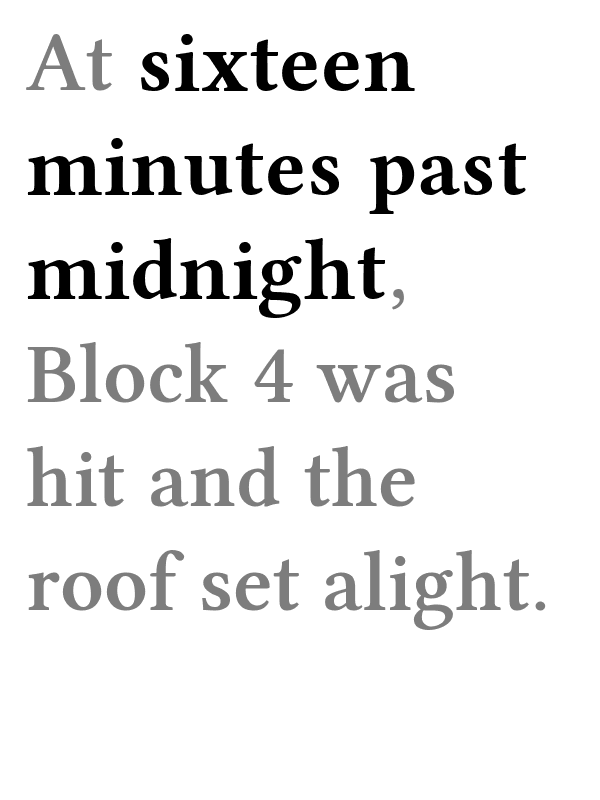 At sixteen
minutes past
midnight,
Block 4 was
hit and the
roof set alight.